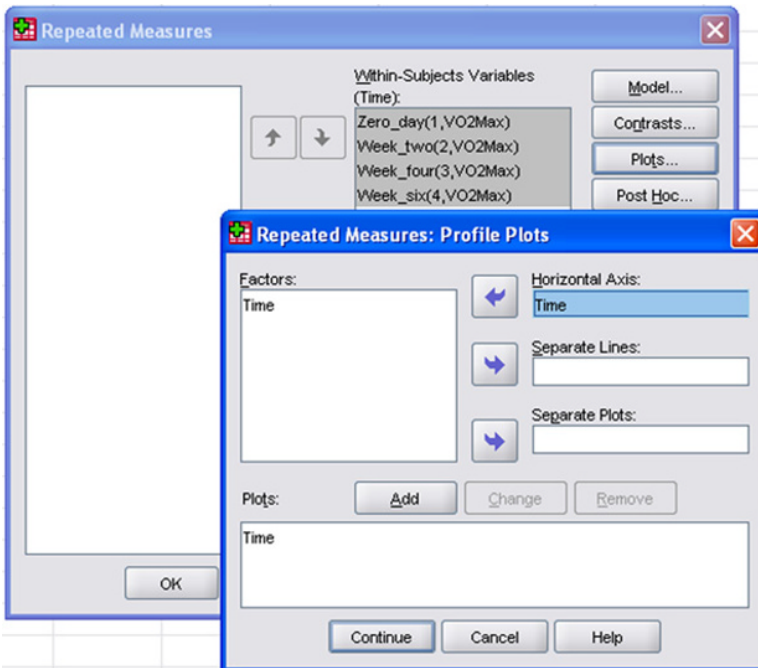 Repeated Measures
Within-Subjects Variables
(Time):
Zero_day(1,VO2Max)
Week_two(2,VO2Max)
Week_four(3,VO2Max)
Week_six(4,VO2Max)
Model...
Contrasts...
Plots...
Post Hoc...
OK
Repeated Measures: Profile Plots
Factors:
Time
Horizontal Axis:
Time
Separate Lines:
Separate Plots:
Plots:
Add
Change
Remove
Time
Continue
Cancel
Help